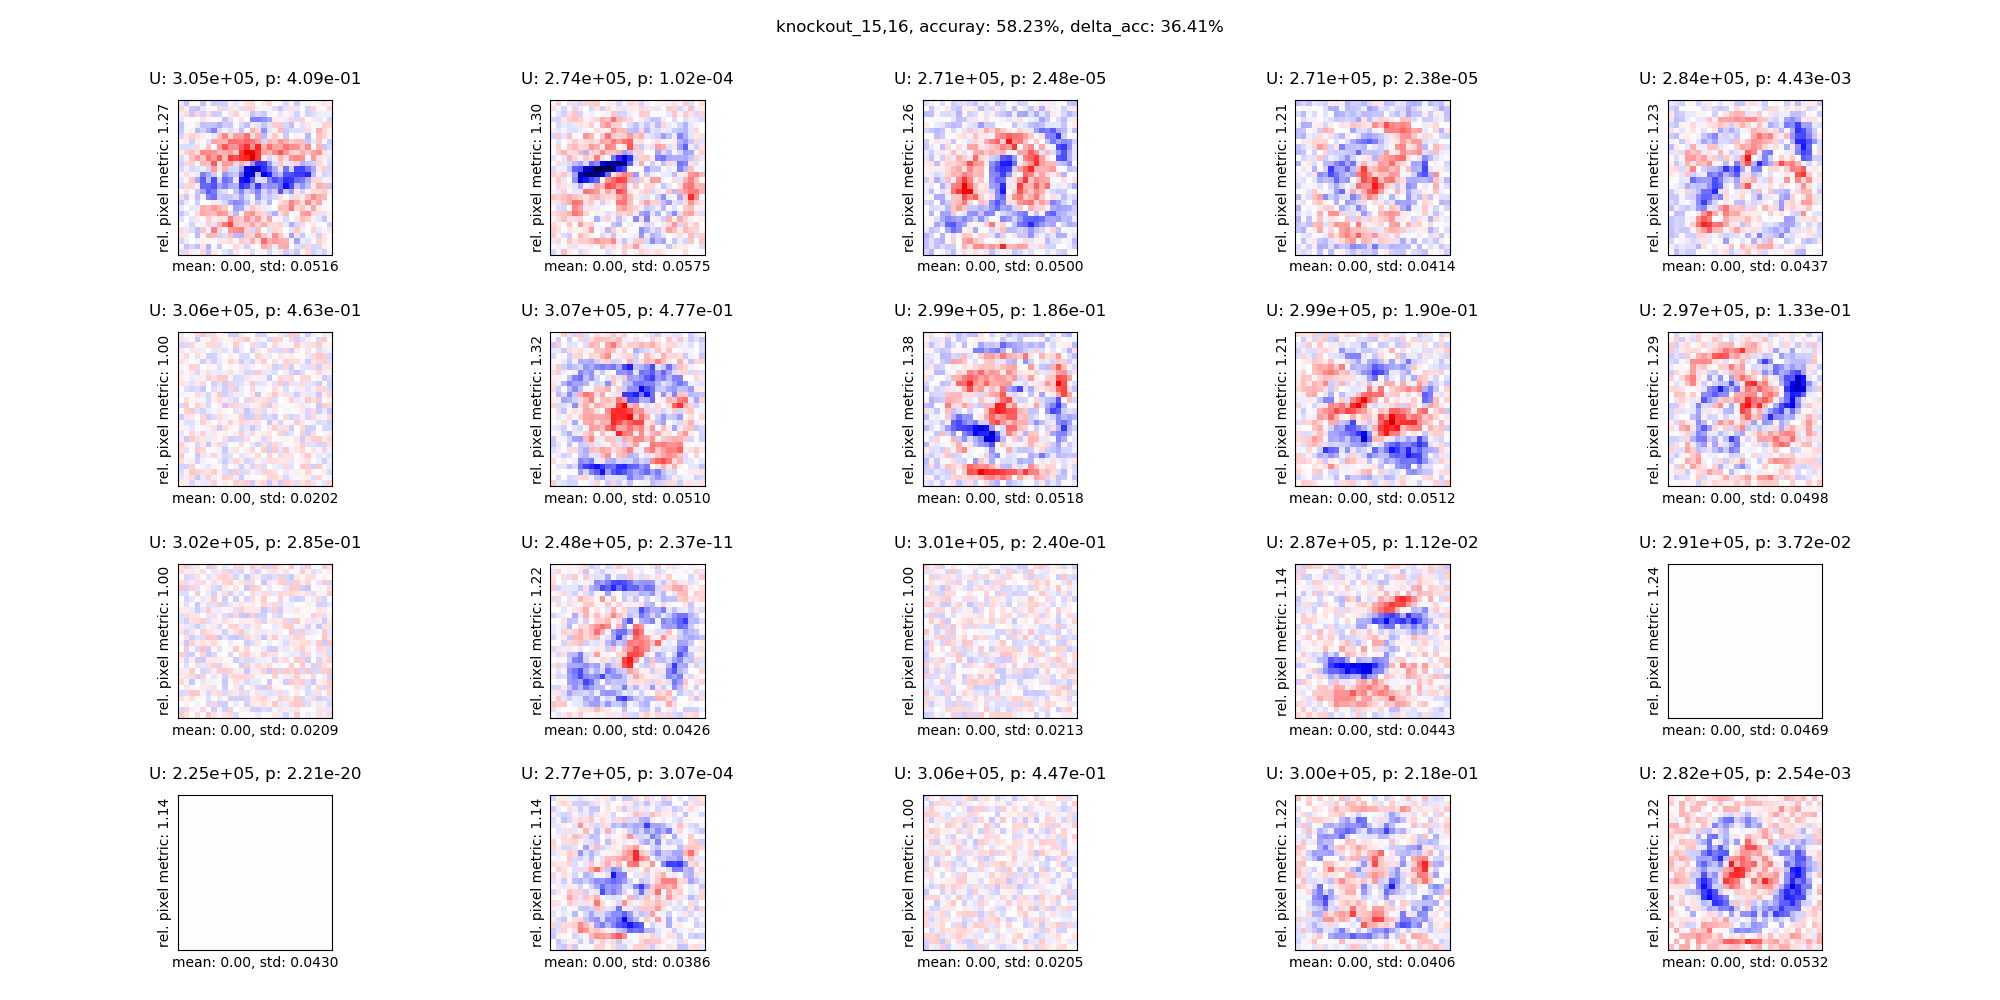 knockout_15,16, accuray: 58.23%, delta_acc: 36.41%
U: 3.05e+05, p: 4.09e-01
rel. pixel metric: 1.27
mean: 0.00, std: 0.0516
U: 2.74e+05, p: 1.02e-04
rel. pixel metric: 1.30
mean: 0.00, std: 0.0575
U: 2.71e+05, p: 2.48e-05
rel. pixel metric: 1.26
mean: 0.00, std: 0.0500
U: 2.71e+05, p: 2.38e-05
rel. pixel metric: 1.21
mean: 0.00, std: 0.0414
U: 2.84e+05, p: 4.43e-03
rel. pixel metric: 1.23
mean: 0.00, std: 0.0437
U: 3.06e+05, p: 4.63e-01
rel. pixel metric: 1.00
mean: 0.00, std: 0.0202
U: 3.07e+05, p: 4.77e-01
rel. pixel metric: 1.32
mean: 0.00, std: 0.0510
U: 2.99e+05, p: 1.86e-01
rel. pixel metric: 1.38
mean: 0.00, std: 0.0518
U: 2.99e+05, p: 1.90e-01
rel. pixel metric: 1.21
mean: 0.00, std: 0.0512
U: 2.97e+05, p: 1.33e-01
rel. pixel metric: 1.29
mean: 0.00, std: 0.0498
U: 3.02e+05, p: 2.85e-01
rel. pixel metric: 1.00
mean: 0.00, std: 0.0209
U: 2.48e+05, p: 2.37e-11
rel. pixel metric: 1.22
mean: 0.00, std: 0.0426
U: 3.01e+05, p: 2.40e-01
rel. pixel metric: 1.00
mean: 0.00, std: 0.0213
U: 2.87e+05, p: 1.12e-02
rel. pixel metric: 1.14
mean: 0.00, std: 0.0443
U: 2.91e+05, p: 3.72e-02
rel. pixel metric: 1.24
mean: 0.00, std: 0.0469
U: 2.25e+05, p: 2.21e-20
rel. pixel metric: 1.14
mean: 0.00, std: 0.0430
U: 2.77e+05, p: 3.07e-04
rel. pixel metric: 1.14
mean: 0.00, std: 0.0386
U: 3.06e+05, p: 4.47e-01
rel. pixel metric: 1.00
mean: 0.00, std: 0.0205
U: 3.00e+05, p: 2.18e-01
rel. pixel metric: 1.22
mean: 0.00, std: 0.0406
U: 2.82e+05, p: 2.54e-03
rel. pixel metric: 1.22
mean: 0.00, std: 0.0532